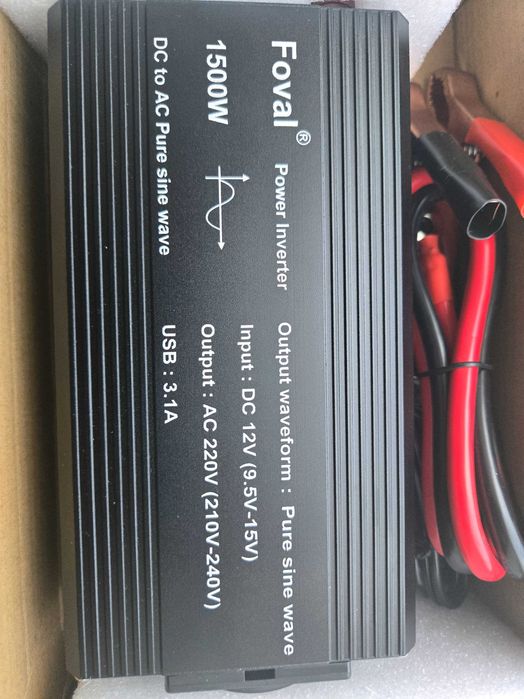 Foval®
Power Inverter
1500W
DC to AC Pure sine wave
Output waveform : Pure sine wave
Input : DC 12V (9.5V-15V)
Output : AC 220V (210V-240V)
USB : 3.1A